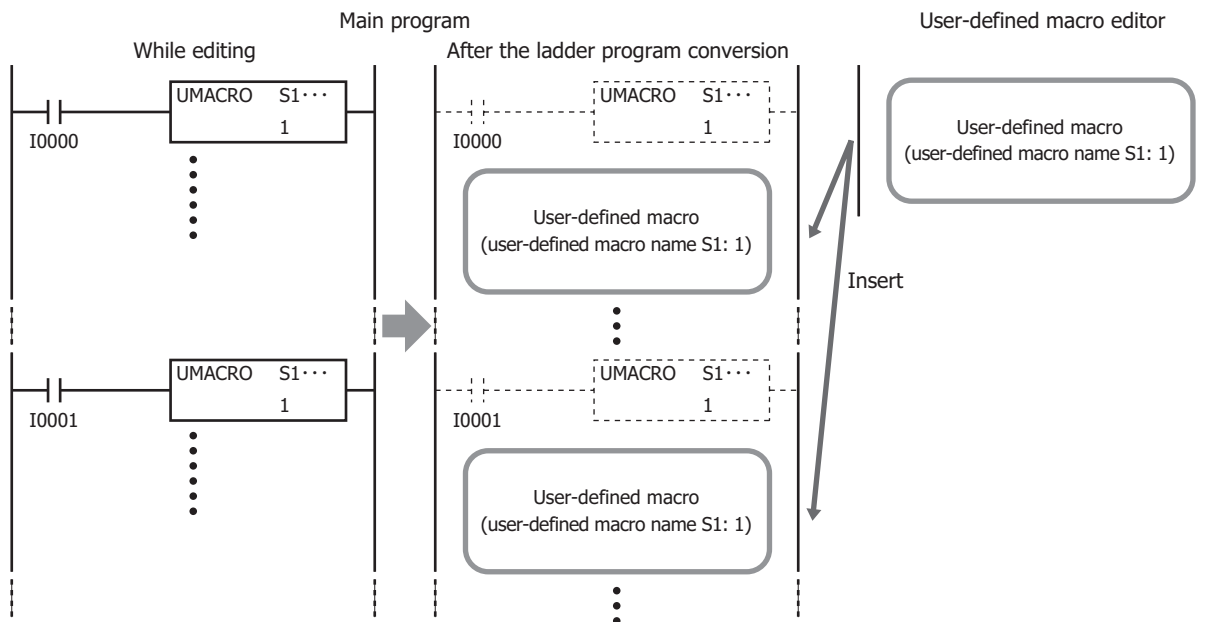 Main program
User-defined macro editor
While editing
After the ladder program conversion
UMACRO S1···
1
I0000
UMACRO S1···
1
I0000
User-defined macro
(user-defined macro name S1: 1)
User-defined macro
(user-defined macro name S1: 1)
Insert
UMACRO S1···
1
I0001
UMACRO S1···
1
I0001
User-defined macro
(user-defined macro name S1: 1)